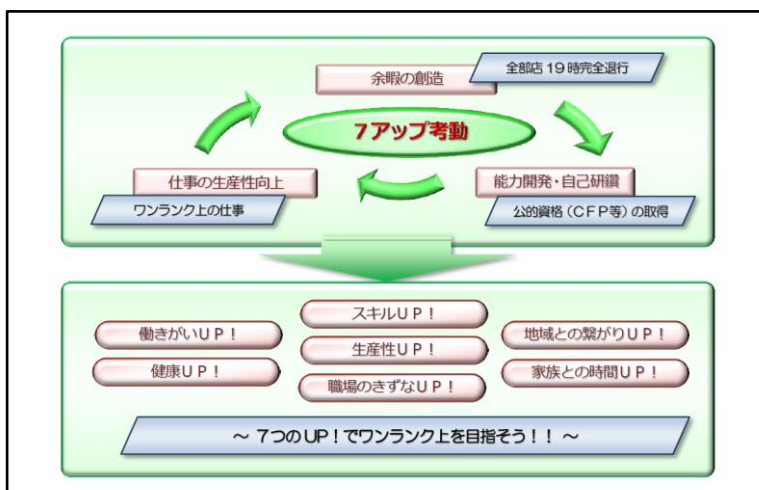 余暇の創造
全部店19時完全退行
7アップ考動
仕事の生産性向上
ワンランク上の仕事
能力開発・自己研鑽
公的資格(CFP等)の取得
働きがいUP!
健康UP!
スキルUP!
生産性UP!
職場のきずなUP!
地域との繋がりUP!
家族との時間UP!
~ 7つのUP!でワンランク上を目指そう!! ~